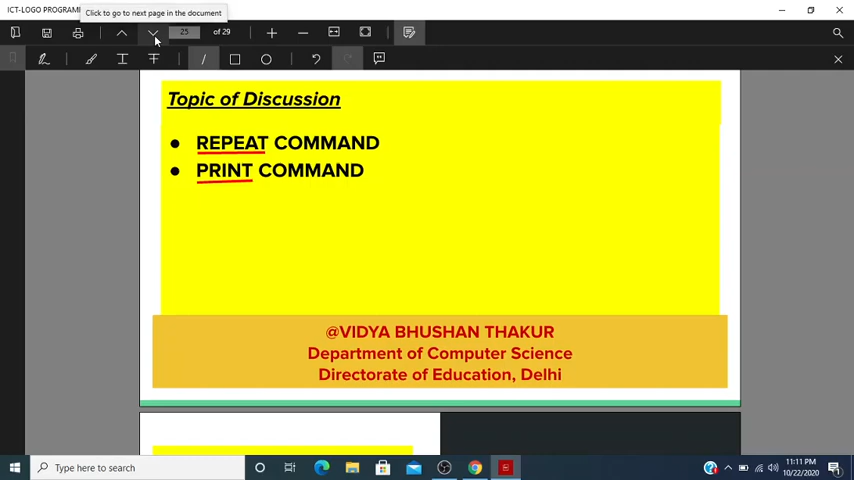 ICT-LOGO PROGRAM
Click to go to next page in the document
25 of 29
Topic of Discussion
● REPEAT COMMAND
● PRINT COMMAND
@VIDYA BHUSHAN THAKUR
Department of Computer Science
Directorate of Education, Delhi
Type here to search
11:11 PM
10/22/2020